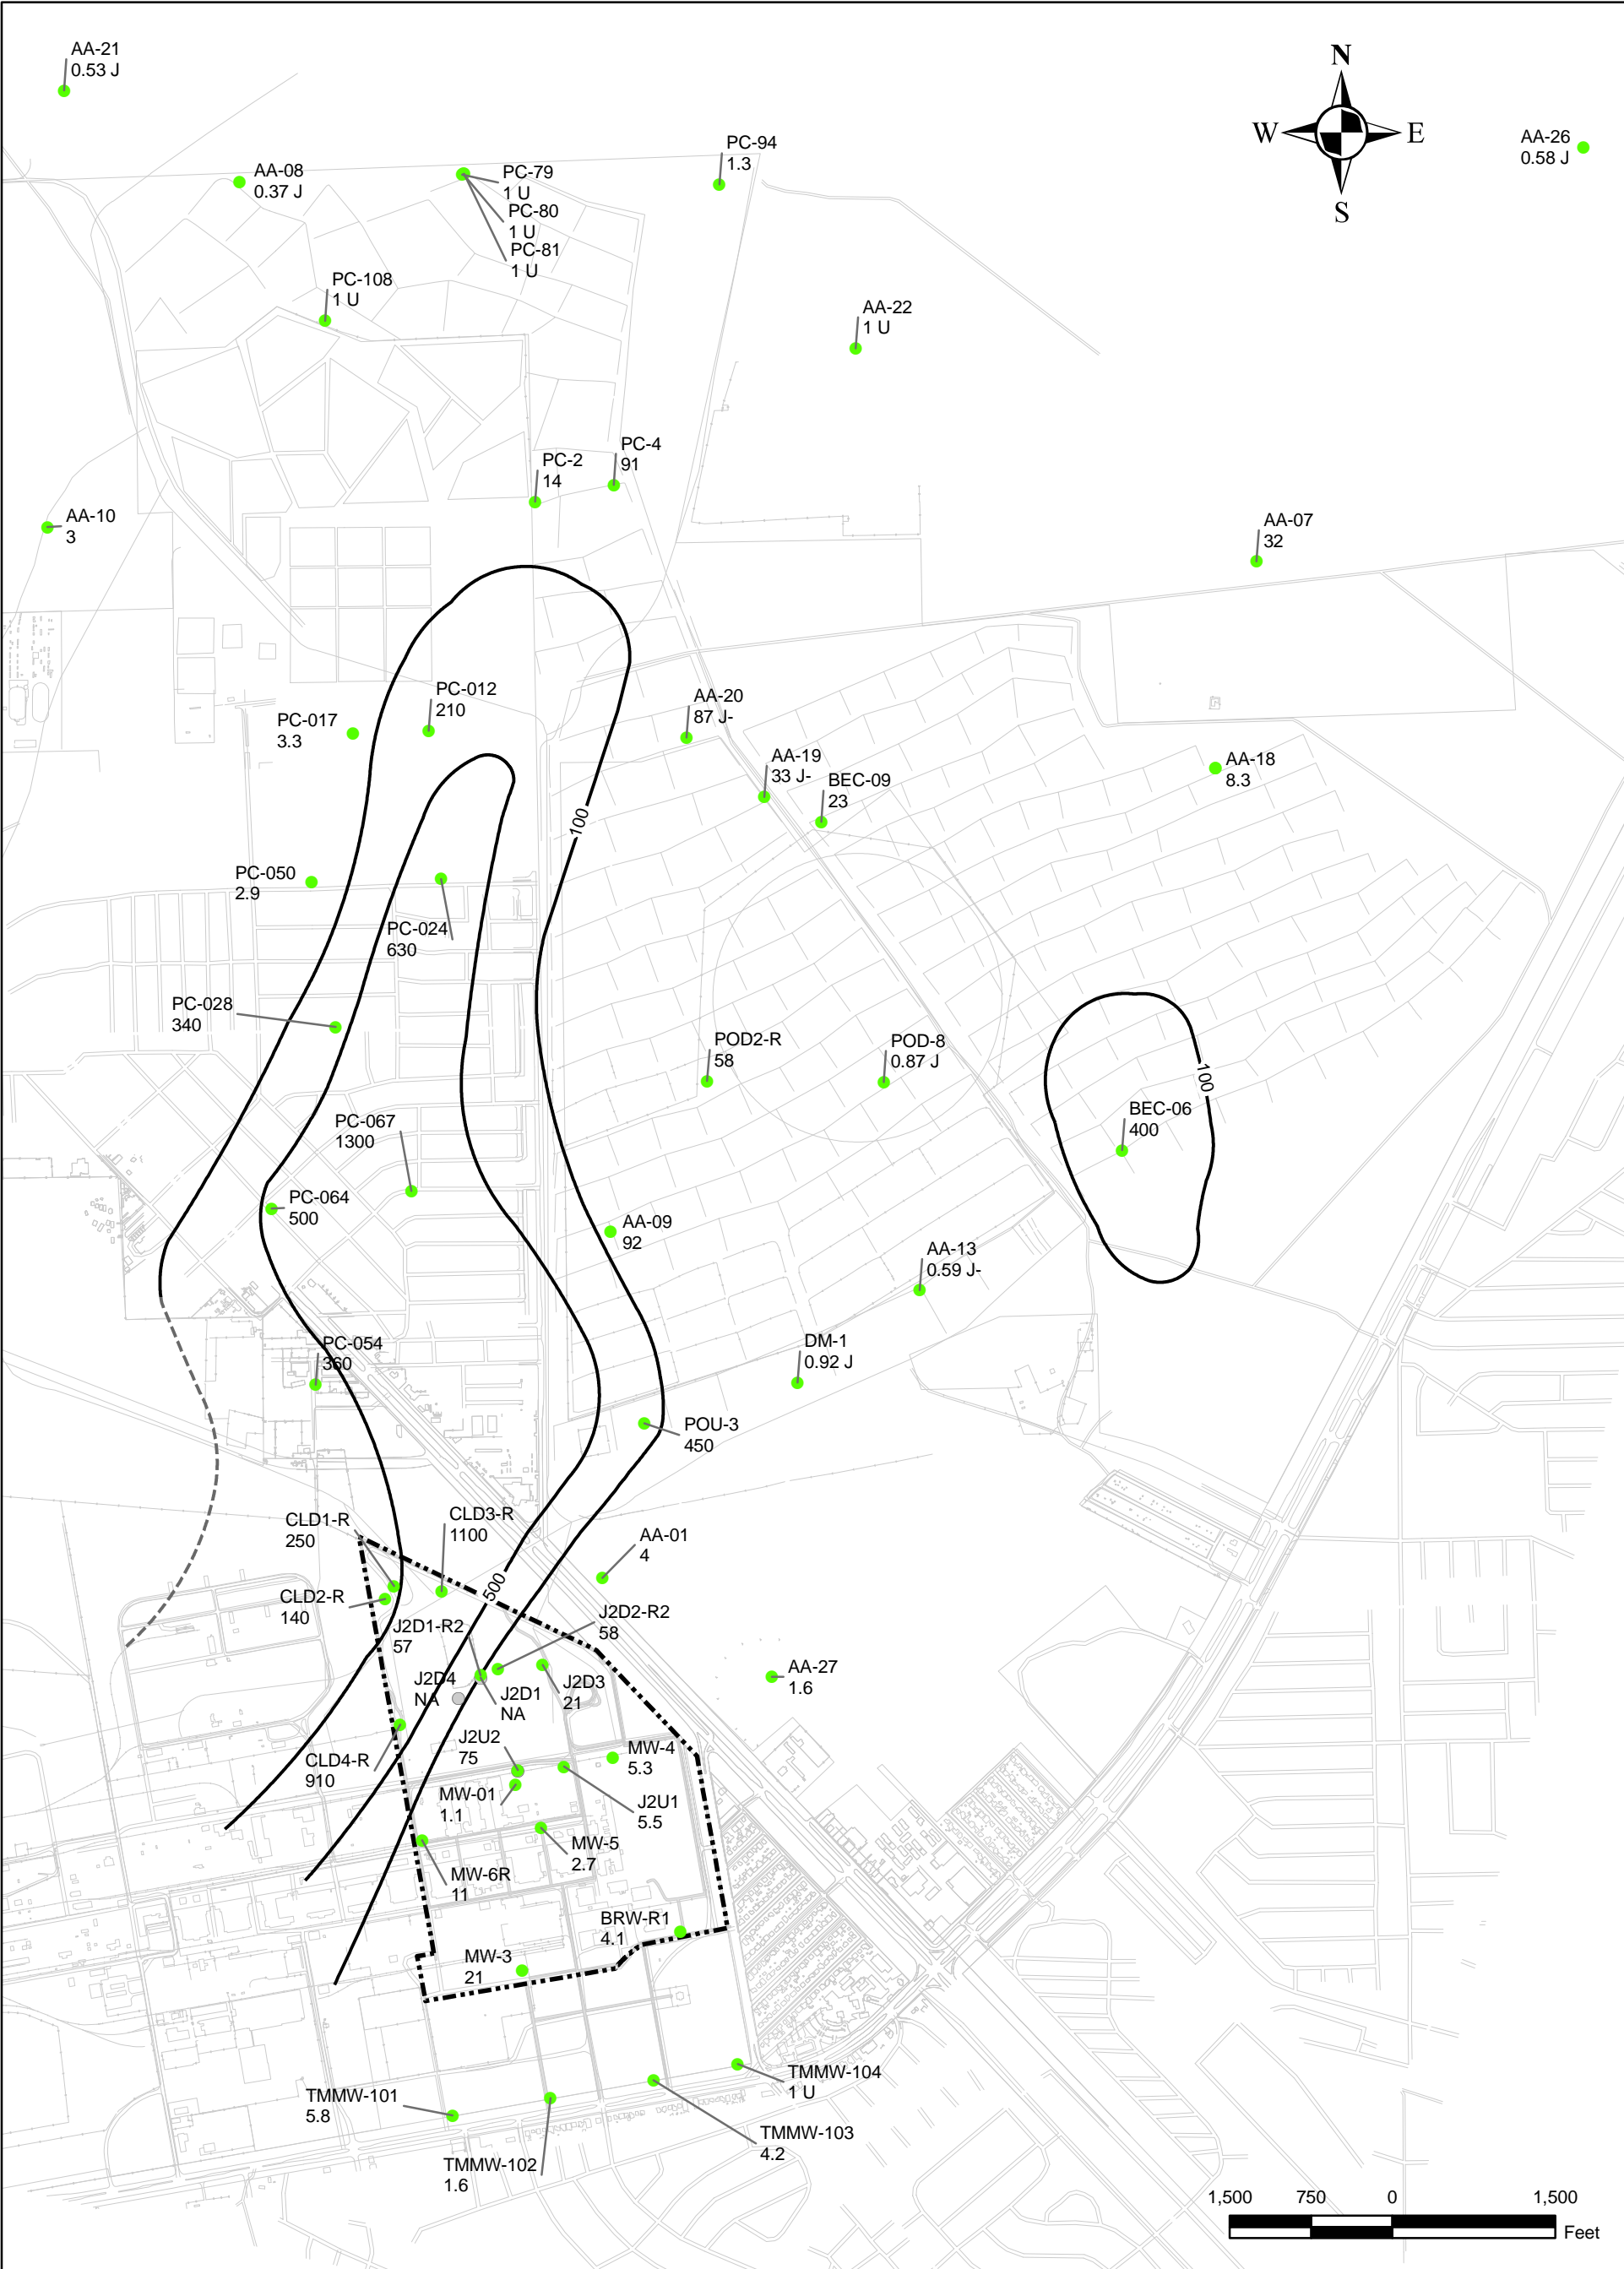 AA-21
0.53 J
N
W
E
S
AA-26
0.58 J
PC-94
1.3
AA-08
0.37 J
PC-79
1 U
PC-80
1 U
PC-81
1 U
PC-108
1 U
AA-22
1 U
PC-4
91
PC-2
14
AA-10
3
AA-07
32
PC-012
210
PC-017
3.3
AA-20
87 J-
AA-19
33 J-
BEC-09
23
AA-18
8.3
100
PC-050
2.9
PC-024
630
PC-028
340
POD2-R
58
POD-8
0.87 J
100
BEC-06
400
PC-067
1300
PC-064
500
AA-09
92
AA-13
0.59 J-
PC-054
360
DM-1
0.92 J
POU-3
450
CLD1-R
250
CLD3-R
1100
AA-01
4
500
CLD2-R
140
J2D1-R2
57
J2D2-R2
58
J2D4
NA
J2D1
NA
J2D3
21
AA-27
1.6
J2U2
75
MW-4
5.3
CLD4-R
910
MW-01
1.1
J2U1
5.5
MW-5
2.7
MW-6R
11
BRW-R1
4.1
MW-3
21
TMMW-104
1 U
TMMW-101
5.8
TMMW-103
4.2
TMMW-102
1.6
1,500 750 0 1,500
Feet